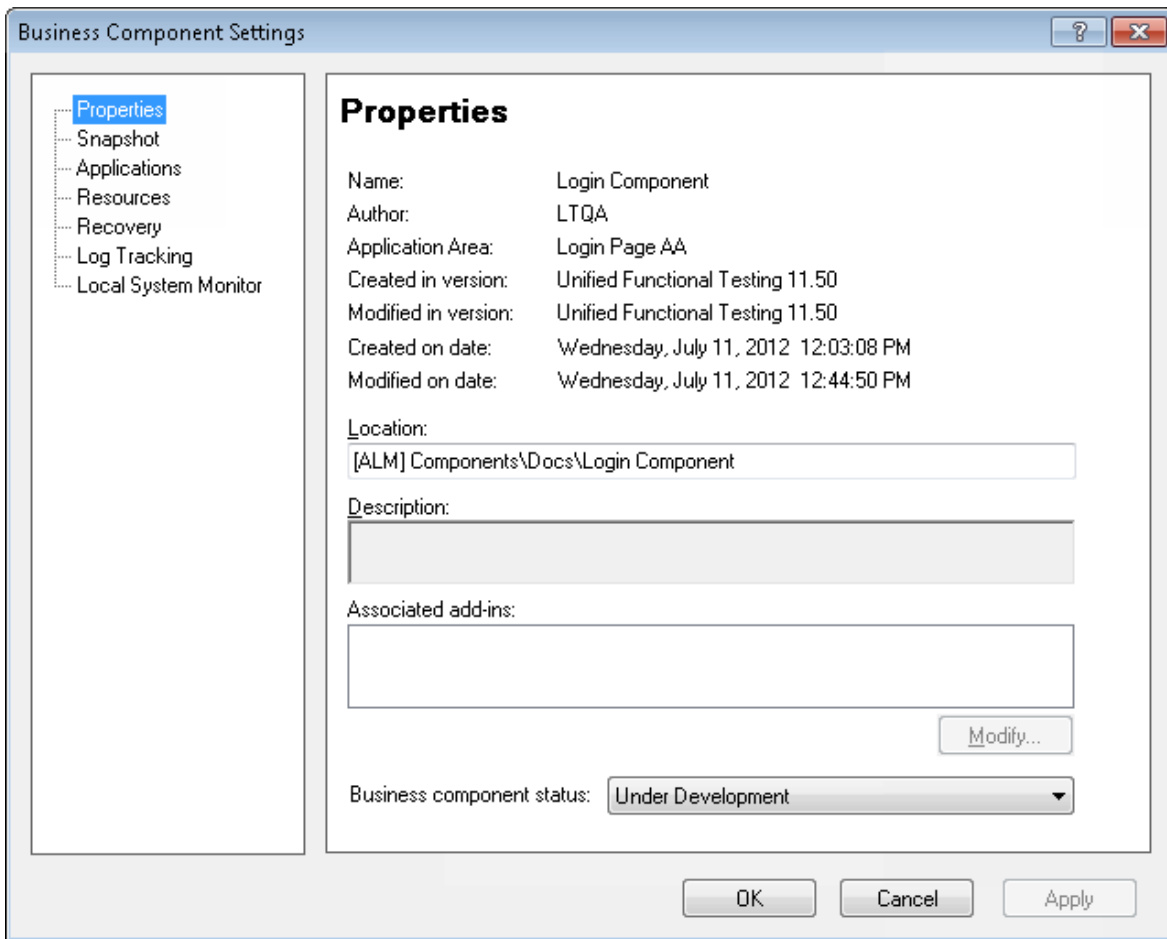 Business Component Settings
?
Properties
Snapshot
Applications
Resources
Recovery
Log Tracking
Local System Monitor
Properties
Name: Login Component
Author: LTQA
Application Area: Login Page AA
Created in version: Unified Functional Testing 11.50
Modified in version: Unified Functional Testing 11.50
Created on date: Wednesday, July 11, 2012 12:03:08 PM
Modified on date: Wednesday, July 11, 2012 12:44:50 PM
Location:
[ALM] Components\Docs\Login Component
Description:
Associated add-ins:
Modify...
Business component status: Under Development
OK Cancel Apply